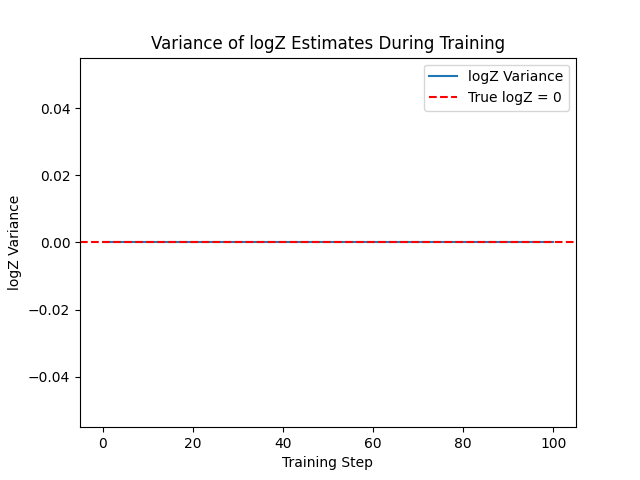 Variance of logZ Estimates During Training
logZ Variance
True logZ = 0
0.04
0.02
0.00
−0.02
−0.04
logZ Variance
0 20 40 60 80 100
Training Step